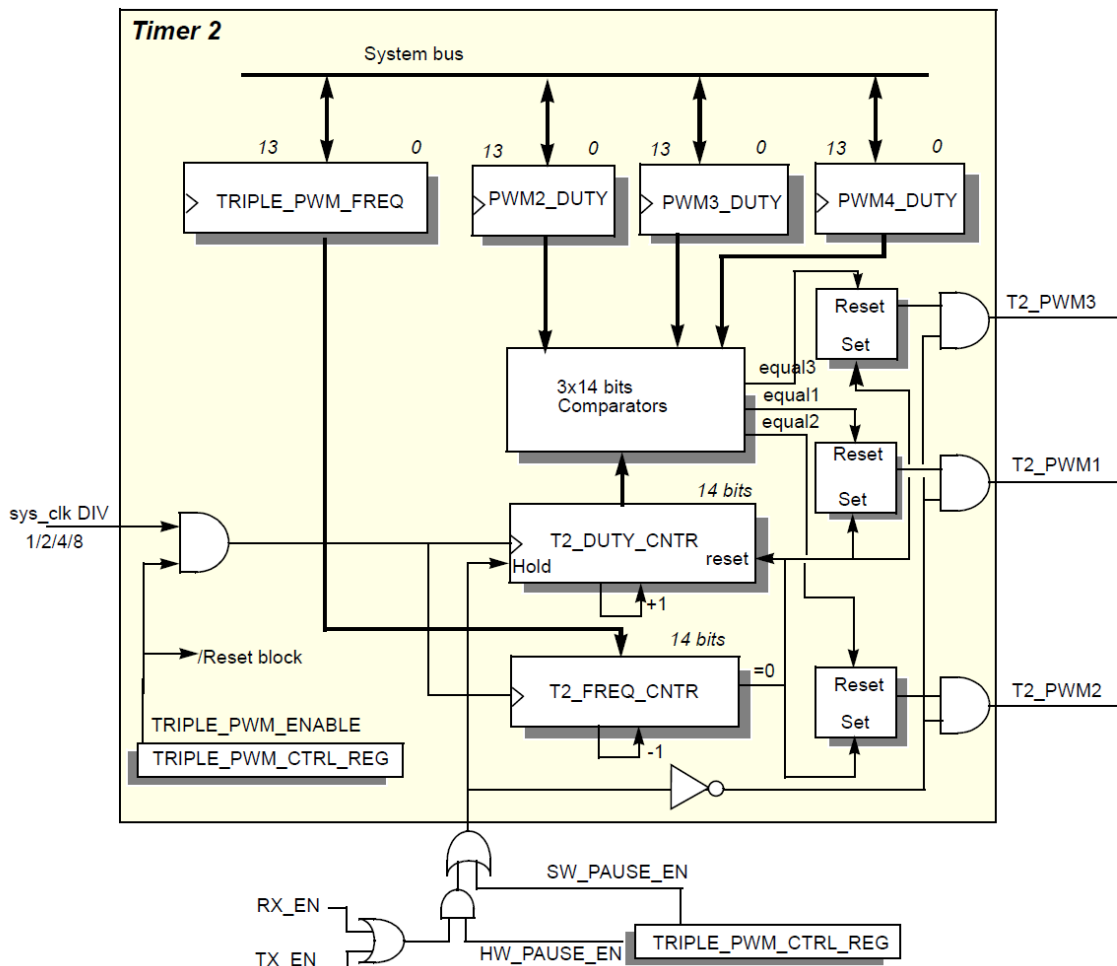 Timer 2
System bus
13 0
13 0
13 0
13 0
TRIPLE_PWM_FREQ
PWM2_DUTY
PWM3_DUTY
PWM4_DUTY
Reset
Set
T2_PWM3
3x14 bits
Comparators
equal3
equal1
equal2
Reset
Set
T2_PWM1
14 bits
sys_clk DIV
1/2/4/8
T2_DUTY_CNTR
Hold
reset
+1
14 bits
/Reset block
T2_FREQ_CNTR
=0
-1
Reset
Set
T2_PWM2
TRIPLE_PWM_ENABLE
TRIPLE_PWM_CTRL_REG
SW_PAUSE_EN
RX_EN
TX_EN
HW_PAUSE_EN
TRIPLE_PWM_CTRL_REG